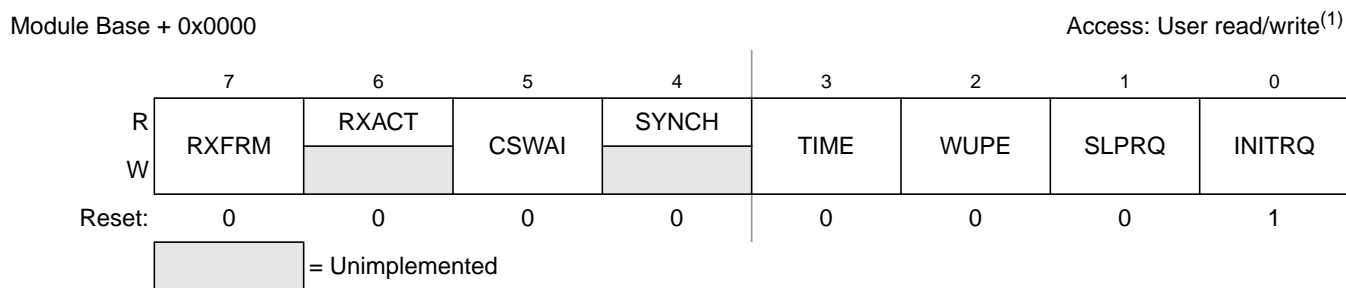 Module Base + 0x0000 Access: User read/write(1)
7 6 5 4 3 2 1 0
R RXFRM RXACT CSWAI SYNCH TIME WUPE SLPRQ INITRQ
W
Reset: 0 0 0 0 0 0 0 1
= Unimplemented